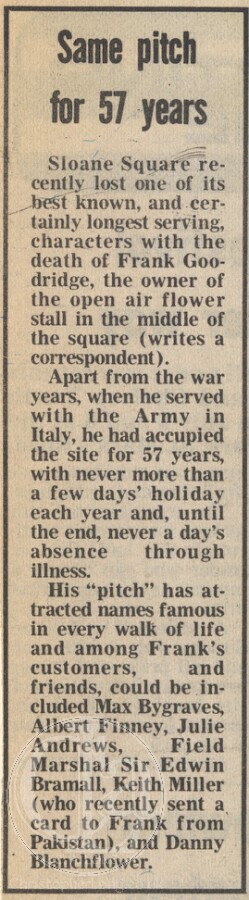 Same pitch
for 57 years
Sloane Square re-
cently lost one of its
best known, and cer-
tainly longest serving,
characters with the
death of Frank Goo-
dridge, the owner of
the open air flower
stall in the middle of
the square (writes a
correspondent).
Apart from the war
years, when he served
with the Army in
Italy, he had accupied
the site for 57 years,
with never more than
a few days' holiday
each year and, until
the end, never a day's
absence through
illness.
His "pitch" has at-
tracted names famous
in every walk of life
and among Frank's
customers, and
friends, could be in-
cluded Max Bygraves,
Albert Finney, Julie
Andrews, Field
Marshal Sir Edwin
Bramall, Keith Miller
(who recently sent a
card to Frank from
Pakistan), and Danny
Blanchflower.